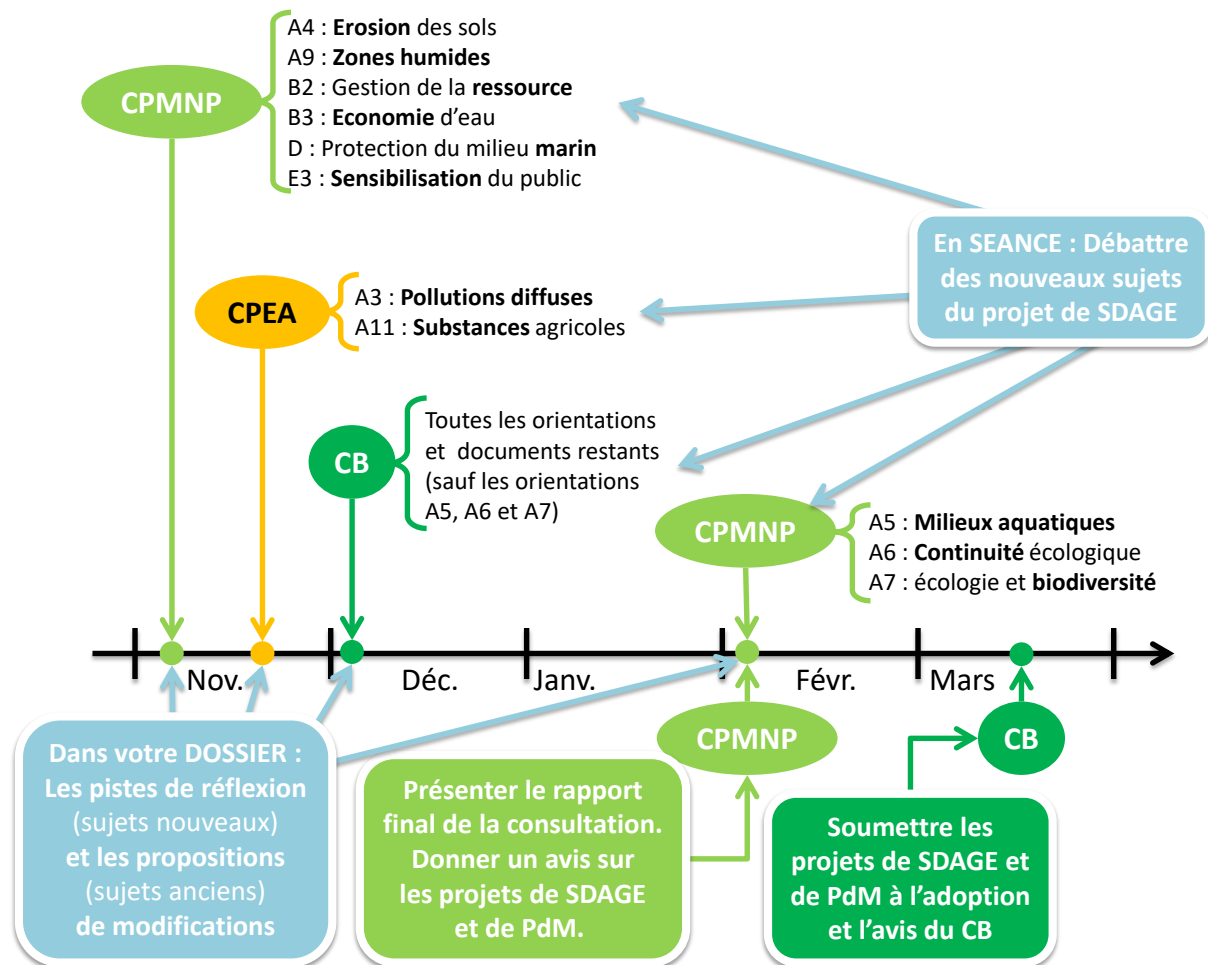 A4 : Erosion des sols
A9 : Zones humides
B2 : Gestion de la ressource
B3 : Economie d'eau
D : Protection du milieu marin
E3 : Sensibilisation du public
CPMNP
En SEANCE : Débattre
des nouveaux sujets
du projet de SDAGE
CPEA
A3 : Pollutions diffuses
A11 : Substances agricoles
CB
Toutes les orientations
et documents restants
(sauf les orientations
A5, A6 et A7)
CPMNP
A5 : Milieux aquatiques
A6 : Continuité écologique
A7 : écologie et biodiversité
Nov.
Déc.
Janv.
Févr.
Mars
Dans votre DOSSIER :
Les pistes de réflexion
(sujets nouveaux)
et les propositions
(sujets anciens)
de modifications
CPMNP
Présenter le rapport
final de la consultation.
Donner un avis sur
les projets de SDAGE
et de PdM.
CB
Soumettre les
projets de SDAGE et
de PdM à l'adoption
et l'avis du CB